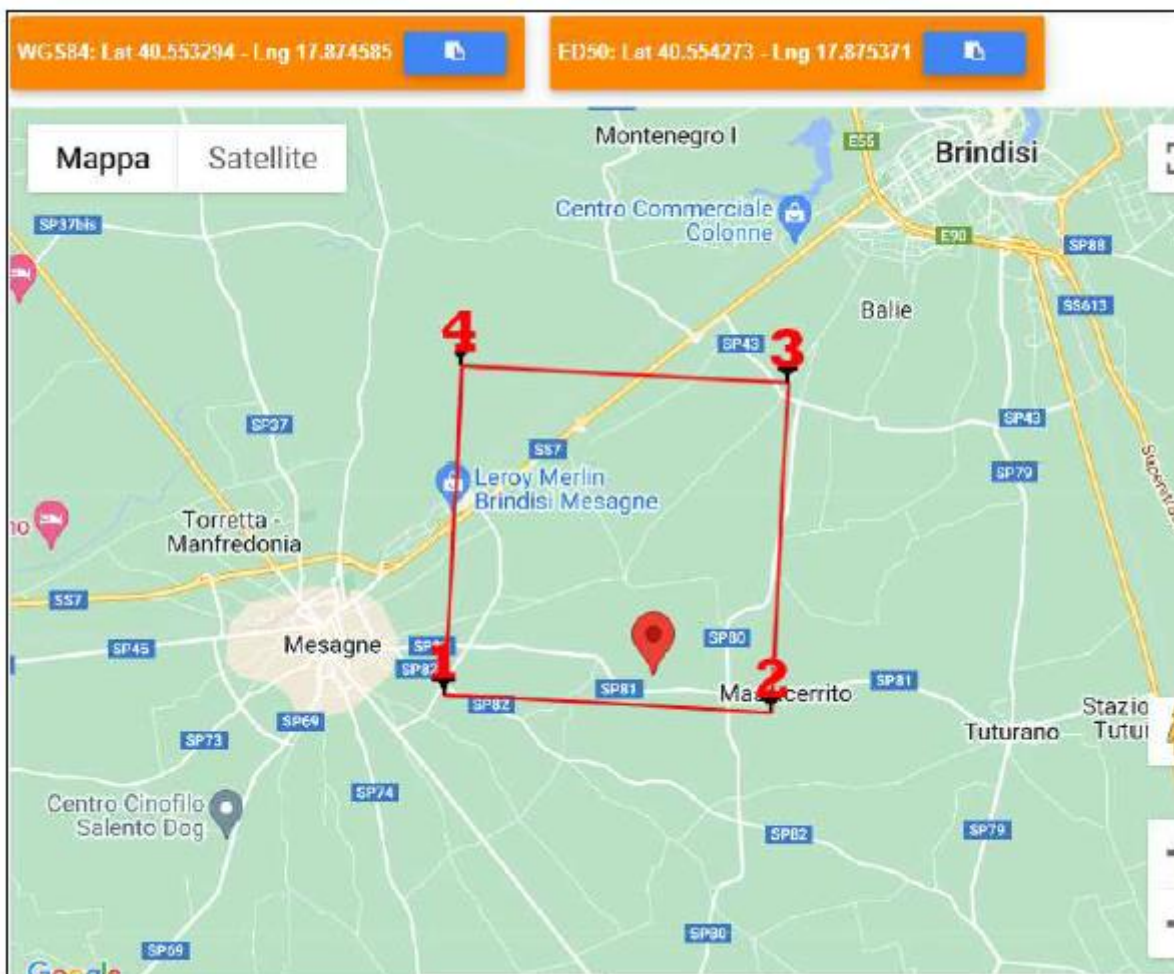 WGS84: Lat 40.553294 - Lng 17.874585
ED50: Lat 40.554273 - Lng 17.875371
Mappa
Satellite
Montenegro I
E55
Brindisi
Centro Commerciale
Colonne
SP37bis
E90
SP88
Balie
SS613
4
SP43
3
SP37
SP43
SS7
Leroy Merlin
Brindisi Mesagne
SP79
Torretta -
Manfredonia
SS7
SP45
Mesagne
SP80
SP82
1
SP81
2
SP81
SP82
SP69
SP73
Tuturano
Stazio
Tutu
Centro Cinofilo
Salento Dog
SP74
SP82
SP79
SP80
SP69
Google